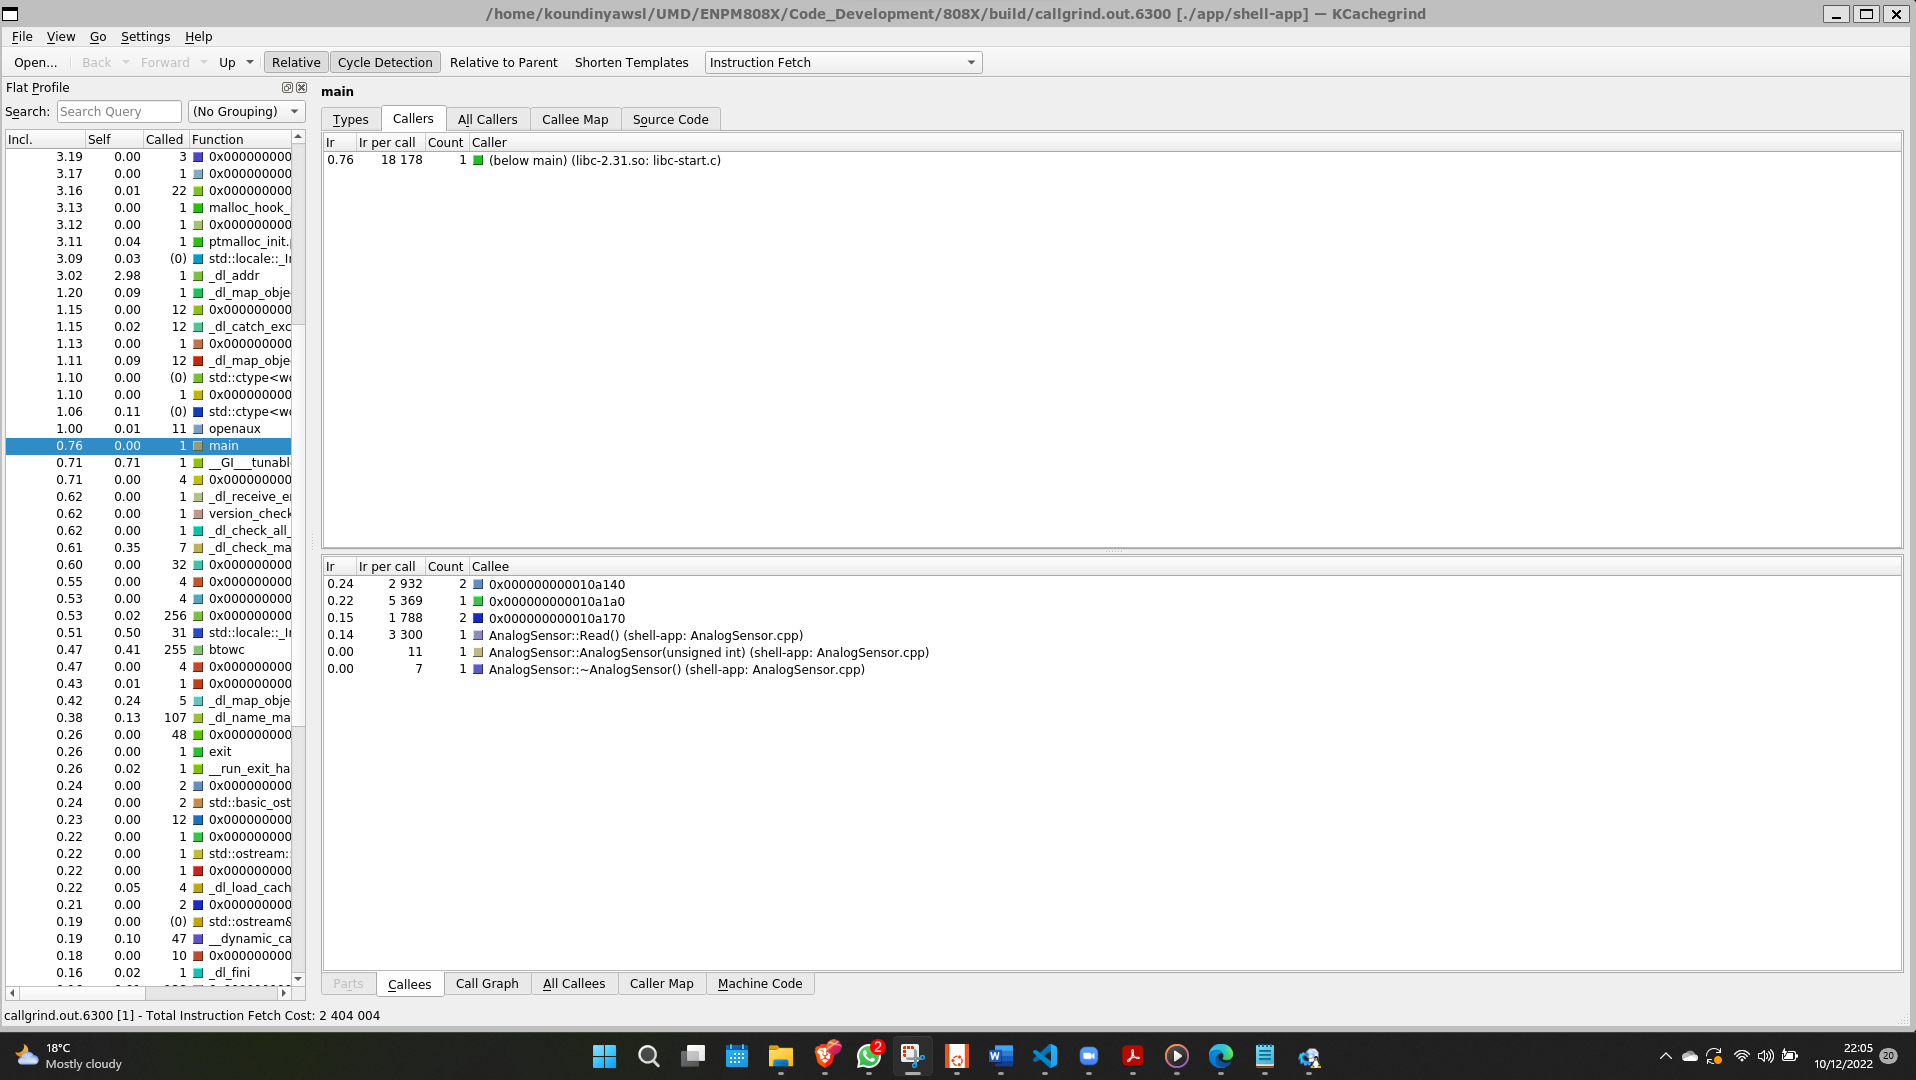 /home/koundinyawsl/UMD/ENPM808X/Code_Development/808X/build/callgrind.out.6300 [./app/shell-app] — KCachegrind
File View Go Settings Help
Open... Back Forward Up Relative Cycle Detection Relative to Parent Shorten Templates Instruction Fetch
Flat Profile
Search: Search Query (No Grouping)
Incl. Self Called Function
3.19 0.00 3 0x000000000
3.17 0.00 1 0x000000000
3.16 0.01 22 0x000000000
3.13 0.00 1 malloc_hook_
3.12 0.00 1 0x000000000
3.11 0.04 1 ptmalloc_init.
3.09 0.03 (0) std::locale::_I
3.02 2.98 1 _dl_addr
1.20 0.09 1 _dl_map_obje
1.15 0.00 12 0x000000000
1.15 0.02 12 _dl_catch_exc
1.13 0.00 1 0x000000000
1.11 0.09 12 _dl_map_obje
1.10 0.00 (0) std::ctype<w
1.10 0.00 1 0x000000000
1.06 0.11 (0) std::ctype<w
1.00 0.01 11 openaux
0.76 0.00 1 main
0.71 0.71 1 __GI___tunabl
0.71 0.00 4 0x000000000
0.62 0.00 1 _dl_receive_e
0.62 0.00 1 version_check
0.62 0.00 1 _dl_check_all_
0.61 0.35 7 _dl_check_ma
0.60 0.00 32 0x000000000
0.55 0.00 4 0x000000000
0.53 0.00 4 0x000000000
0.53 0.02 256 0x000000000
0.51 0.50 31 std::locale::_I
0.47 0.41 255 btowc
0.47 0.00 4 0x000000000
0.43 0.01 1 0x000000000
0.42 0.24 5 _dl_map_obje
0.38 0.13 107 _dl_name_ma
0.26 0.00 48 0x000000000
0.26 0.00 1 exit
0.26 0.02 1 __run_exit_ha
0.24 0.00 2 0x000000000
0.24 0.00 2 std::basic_ost
0.23 0.00 12 0x000000000
0.22 0.00 1 0x000000000
0.22 0.00 1 std::ostream::
0.22 0.00 1 0x000000000
0.22 0.05 4 _dl_load_cach
0.21 0.00 2 0x000000000
0.19 0.00 (0) std::ostream&
0.19 0.10 47 __dynamic_ca
0.18 0.00 10 0x000000000
0.16 0.02 1 _dl_fini
main
Types Callers All Callers Callee Map Source Code
Ir Ir per call Count Caller
0.76 18 178 1 (below main) (libc-2.31.so: libc-start.c)
Ir Ir per call Count Callee
0.24 2 932 2 0x000000000010a140
0.22 5 369 1 0x000000000010a1a0
0.15 1 788 2 0x000000000010a170
0.14 3 300 1 AnalogSensor::Read() (shell-app: AnalogSensor.cpp)
0.00 11 1 AnalogSensor::AnalogSensor(unsigned int) (shell-app: AnalogSensor.cpp)
0.00 7 1 AnalogSensor::~AnalogSensor() (shell-app: AnalogSensor.cpp)
Parts Callees Call Graph All Callees Caller Map Machine Code
callgrind.out.6300 [1] - Total Instruction Fetch Cost: 2 404 004
18°C
Mostly cloudy
2
22:05
10/12/2022
20